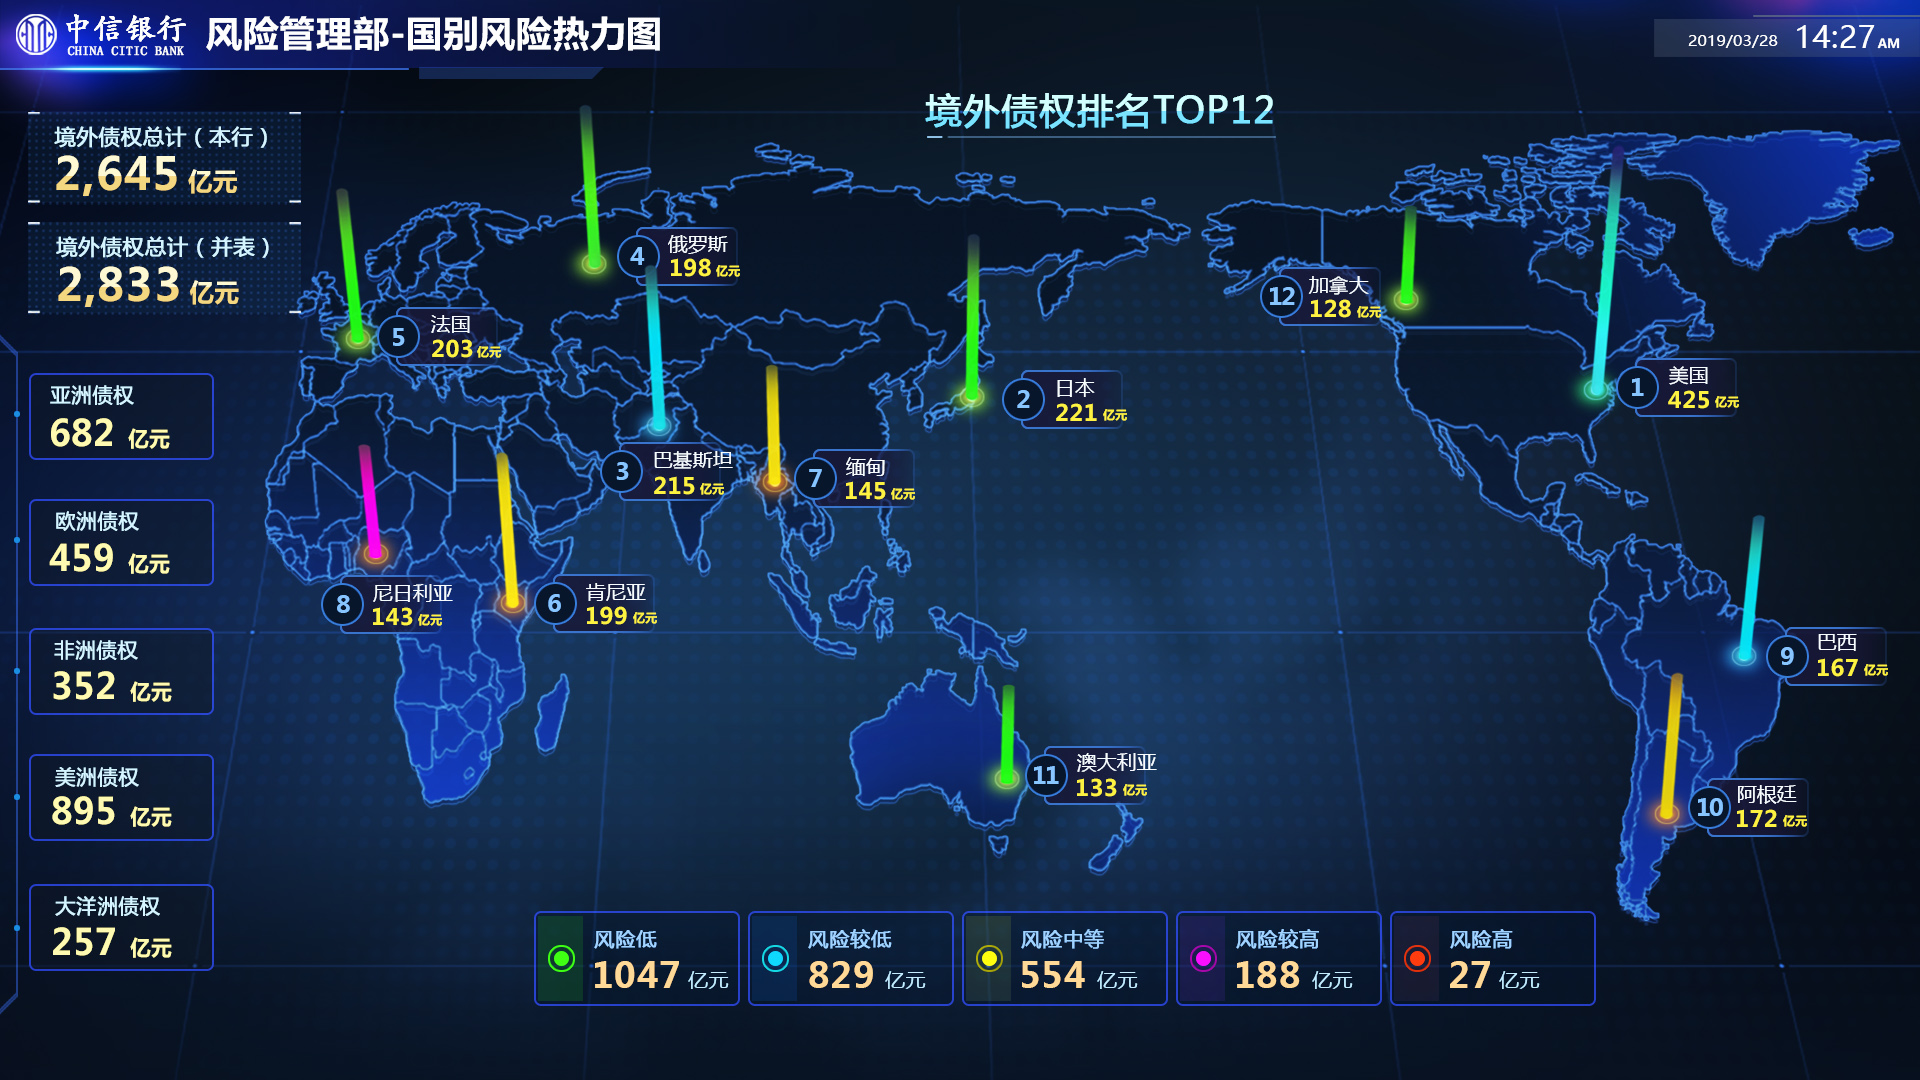 中信银行
CHINA CITIC BANK
风险管理部-国别风险热力图
2019/03/28 14:27 AM
境外债权排名TOP12
境外债权总计（本行）
2,645 亿元
境外债权总计（并表）
2,833 亿元
亚洲债权
682 亿元
欧洲债权
459 亿元
非洲债权
352 亿元
美洲债权
895 亿元
大洋洲债权
257 亿元
4 俄罗斯
198 亿元
5 法国
203 亿元
12 加拿大
128 亿元
1 美国
425 亿元
2 日本
221 亿元
3 巴基斯坦
215 亿元
7 缅甸
145 亿元
8 尼日利亚
143 亿元
6 肯尼亚
199 亿元
9 巴西
167 亿元
11 澳大利亚
133 亿元
10 阿根廷
172 亿元
风险低
1047 亿元
风险较低
829 亿元
风险中等
554 亿元
风险较高
188 亿元
风险高
27 亿元